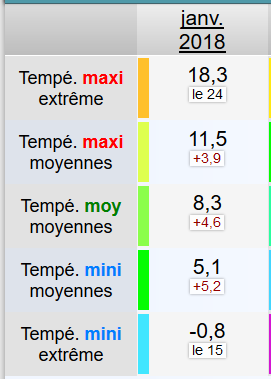 janv.
2018
Tempé. maxi
extrême
18,3
le 24
Tempé. maxi
moyennes
11,5
+3,9
Tempé. moy
moyennes
8,3
+4,6
Tempé. mini
moyennes
5,1
+5,2
Tempé. mini
extrême
-0,8
le 15